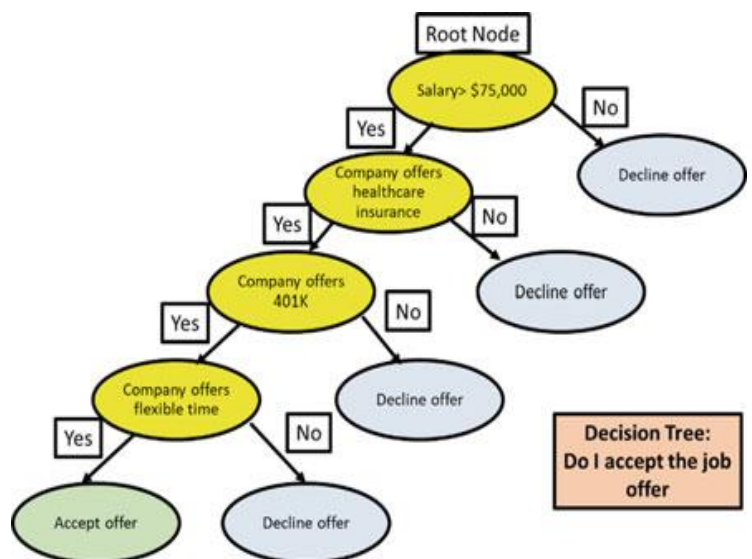 Root Node
Salary> $75,000
Yes
No
Company offers
healthcare
insurance
Decline offer
Yes
No
Company offers
401K
Decline offer
Yes
No
Company offers
flexible time
Decline offer
Yes
No
Accept offer
Decline offer
Decision Tree:
Do I accept the job
offer